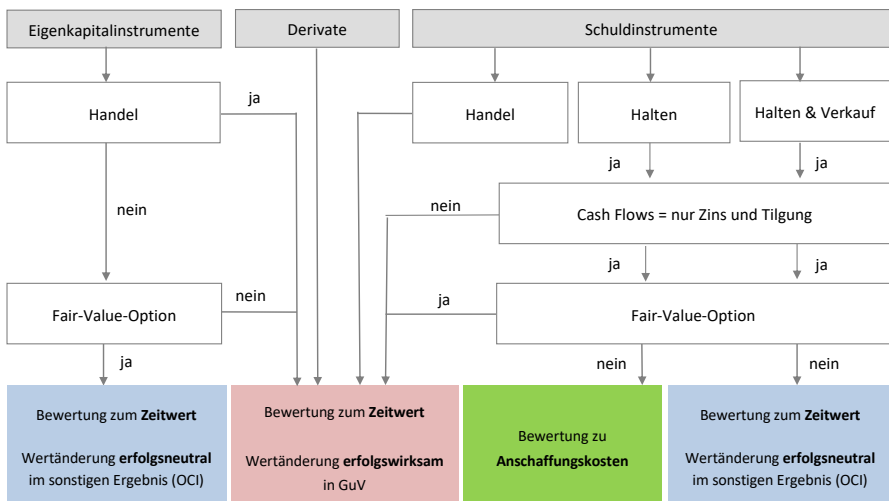 Eigenkapitalinstrumente
Derivate
Schuldinstrumente
Handel
ja
Handel
Halten
Halten & Verkauf
ja
ja
nein
nein
Cash Flows = nur Zins und Tilgung
ja
ja
Fair-Value-Option
nein
ja
Fair-Value-Option
ja
nein
nein
Bewertung zum Zeitwert
Wertänderung erfolgsneutral
im sonstigen Ergebnis (OCI)
Bewertung zum Zeitwert
Wertänderung erfolgswirksam
in GuV
Bewertung zu
Anschaffungskosten
Bewertung zum Zeitwert
Wertänderung erfolgsneutral
im sonstigen Ergebnis (OCI)